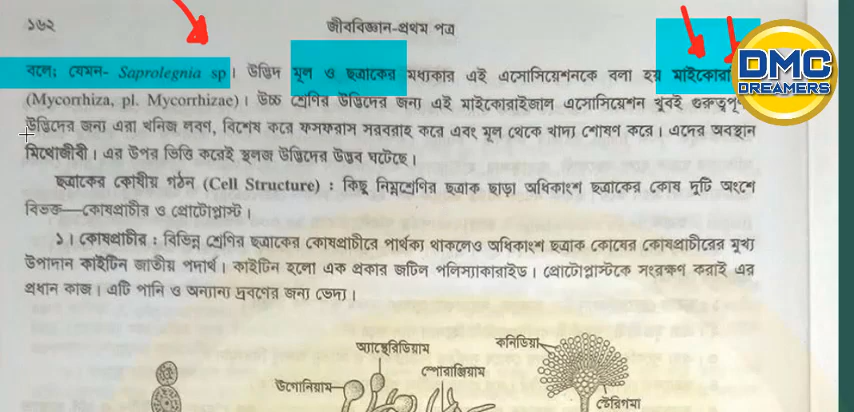 ১৬২
জীববিজ্ঞান-প্রথম পত্র
বলে; যেমন- Saprolegnia sp। উদ্ভিদ মূল ও ছত্রাকের মধ্যকার এই এসোসিয়েশনকে বলা হয়
(Mycorrhiza, pl. Mycorrhizae)। উচ্চ শ্রেণির উদ্ভিদের জন্য এই মাইকোরাইজাল এসোসিয়েশন খুবই গুরুত্বপূ
উদ্ভিদের জন্য এরা খনিজ লবণ, বিশেষ করে ফসফরাস সরবরাহ করে এবং মূল থেকে খাদ্য শোষণ করে। এদের অবস্থান
মিথোজীবী। এর উপর ভিত্তি করেই স্থলজ উদ্ভিদের উদ্ভব ঘটেছে।
ছত্রাকের কোষীয় গঠন (Cell Structure) : কিছু নিম্নশ্রেণির ছত্রাক ছাড়া অধিকাংশ ছত্রাকের কোষ দুটি অংশে
বিভক্ত—কোষপ্রাচীর ও প্রোটোপ্লাস্ট।
১। কোষপ্রাচীর : বিভিন্ন শ্রেণির ছত্রাকের কোষপ্রাচীরে পার্থক্য থাকলেও অধিকাংশ ছত্রাক কোষের কোষপ্রাচীরের মুখ্য
উপাদান কাইটিন জাতীয় পদার্থ। কাইটিন হলো এক প্রকার জটিল পলিস্যাকারাইড। প্রোটোপ্লাস্টকে সংরক্ষণ করাই এর
প্রধান কাজ। এটি পানি ও অন্যান্য দ্রবণের জন্য ভেদ্য।
অ্যান্থেরিডিয়াম
কনিডিয়া
উগোনিয়াম
স্পোরাঞ্জিয়াম
স্টেরিগমা
DMC
DREAMERS